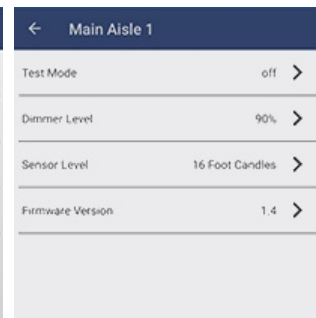 Main Aisle 1
Test Mode off
Dimmer Level 90%
Sensor Level 16 Foot Candles
Firmware Version 1.4